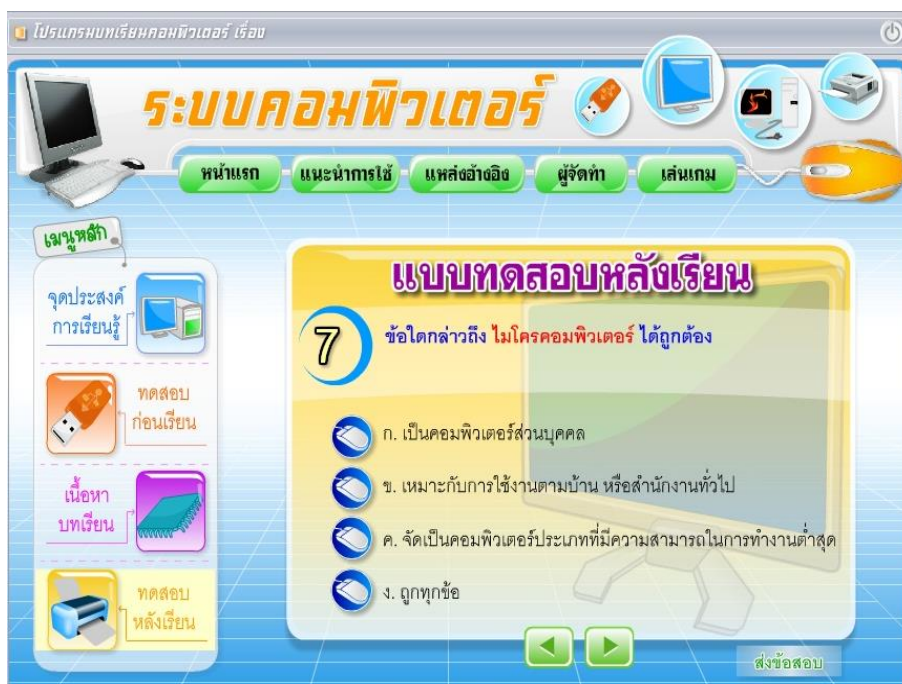 โปรแกรมบทเรียนคอมพิวเตอร์ เรื่อง
ระบบคอมพิวเตอร์
หน้าแรก
แนะนำการใช้
แหล่งอ้างอิง
ผู้จัดทำ
เล่นเกม
เมนูหลัก
จุดประสงค์
การเรียนรู้
ทดสอบ
ก่อนเรียน
เนื้อหา
บทเรียน
ทดสอบ
หลังเรียน
แบบทดสอบหลังเรียน
7 ข้อใดกล่าวถึง ไมโครคอมพิวเตอร์ ได้ถูกต้อง
ก. เป็นคอมพิวเตอร์ส่วนบุคคล
ข. เหมาะกับการใช้งานตามบ้าน หรือสำนักงานทั่วไป
ค. จัดเป็นคอมพิวเตอร์ประเภทที่มีความสามารถในการทำงานต่ำสุด
ง. ถูกทุกข้อ
ส่งข้อสอบ